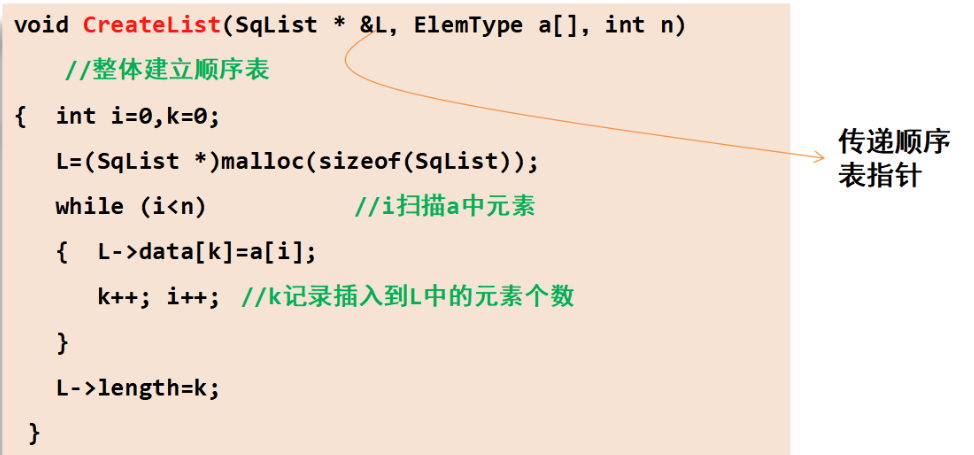 void CreateList(SqList * &L, ElemType a[], int n)
//整体建立顺序表
{ int i=0,k=0;
L=(SqList *)malloc(sizeof(SqList));
while (i<n) //i扫描a中元素
{ L->data[k]=a[i];
k++; i++; //k记录插入到L中的元素个数
}
L->length=k;
}
传递顺序
表指针